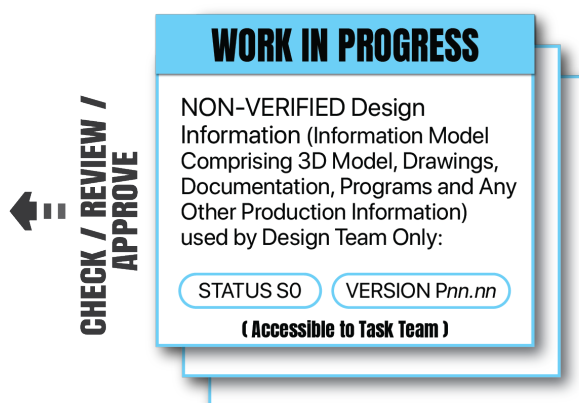 WORK IN PROGRESS
NON-VERIFIED Design
Information (Information Model
Comprising 3D Model, Drawings,
Documentation, Programs and Any
Other Production Information)
used by Design Team Only:
STATUS S0
VERSION Pnn.nn
( Accessible to Task Team )
CHECK / REVIEW /
APPROVE